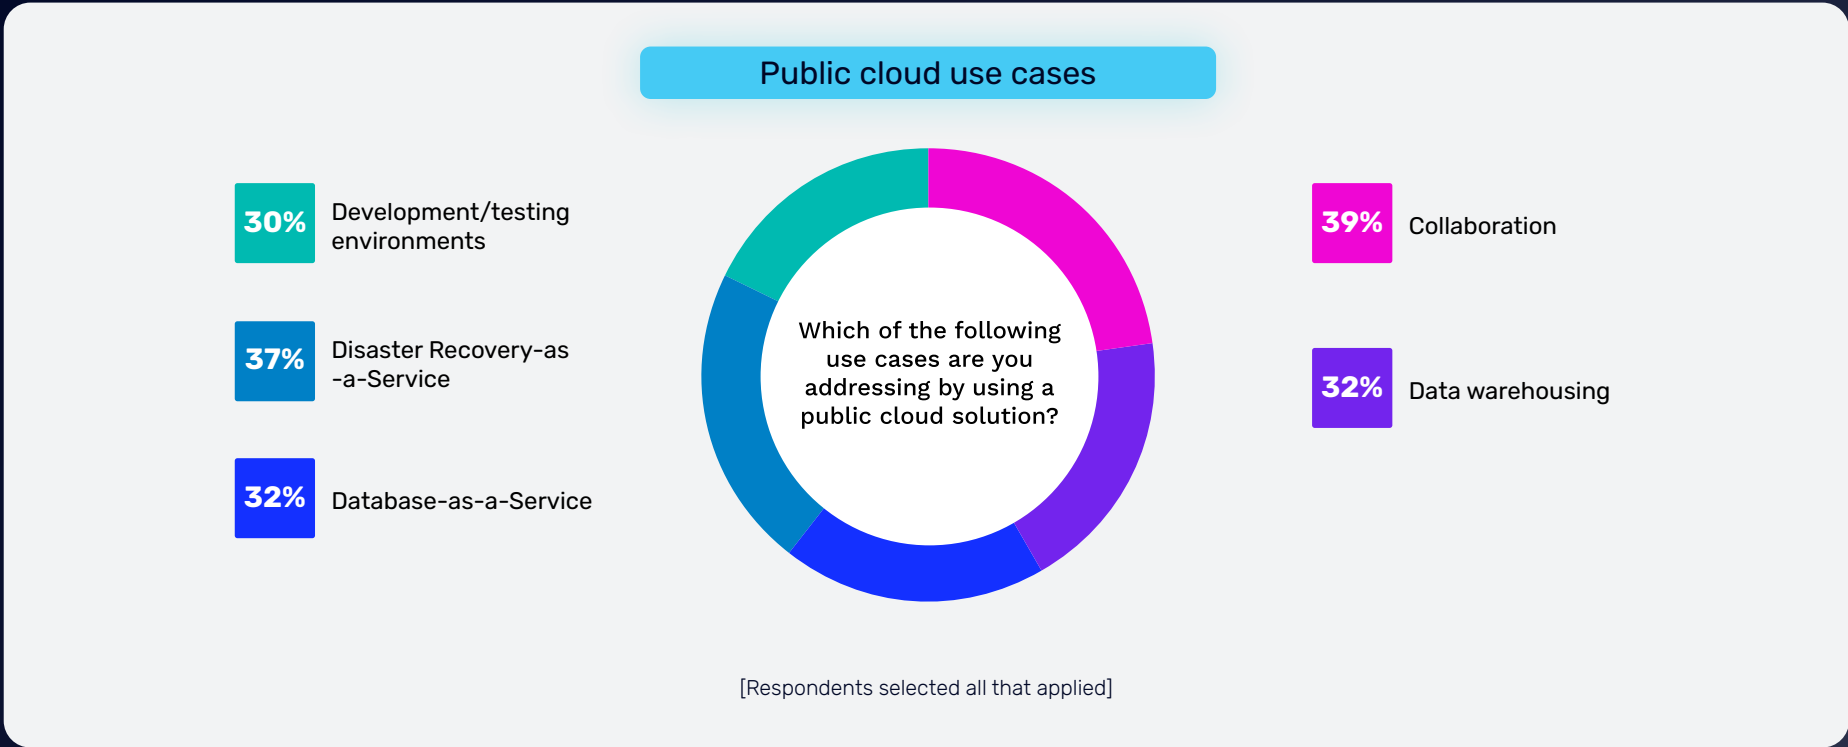 Public cloud use cases
30%
Development/testing
environments
37%
Disaster Recovery-as
-a-Service
32%
Database-as-a-Service
Which of the following
use cases are you
addressing by using a
public cloud solution?
39%
Collaboration
32%
Data warehousing
[Respondents selected all that applied]